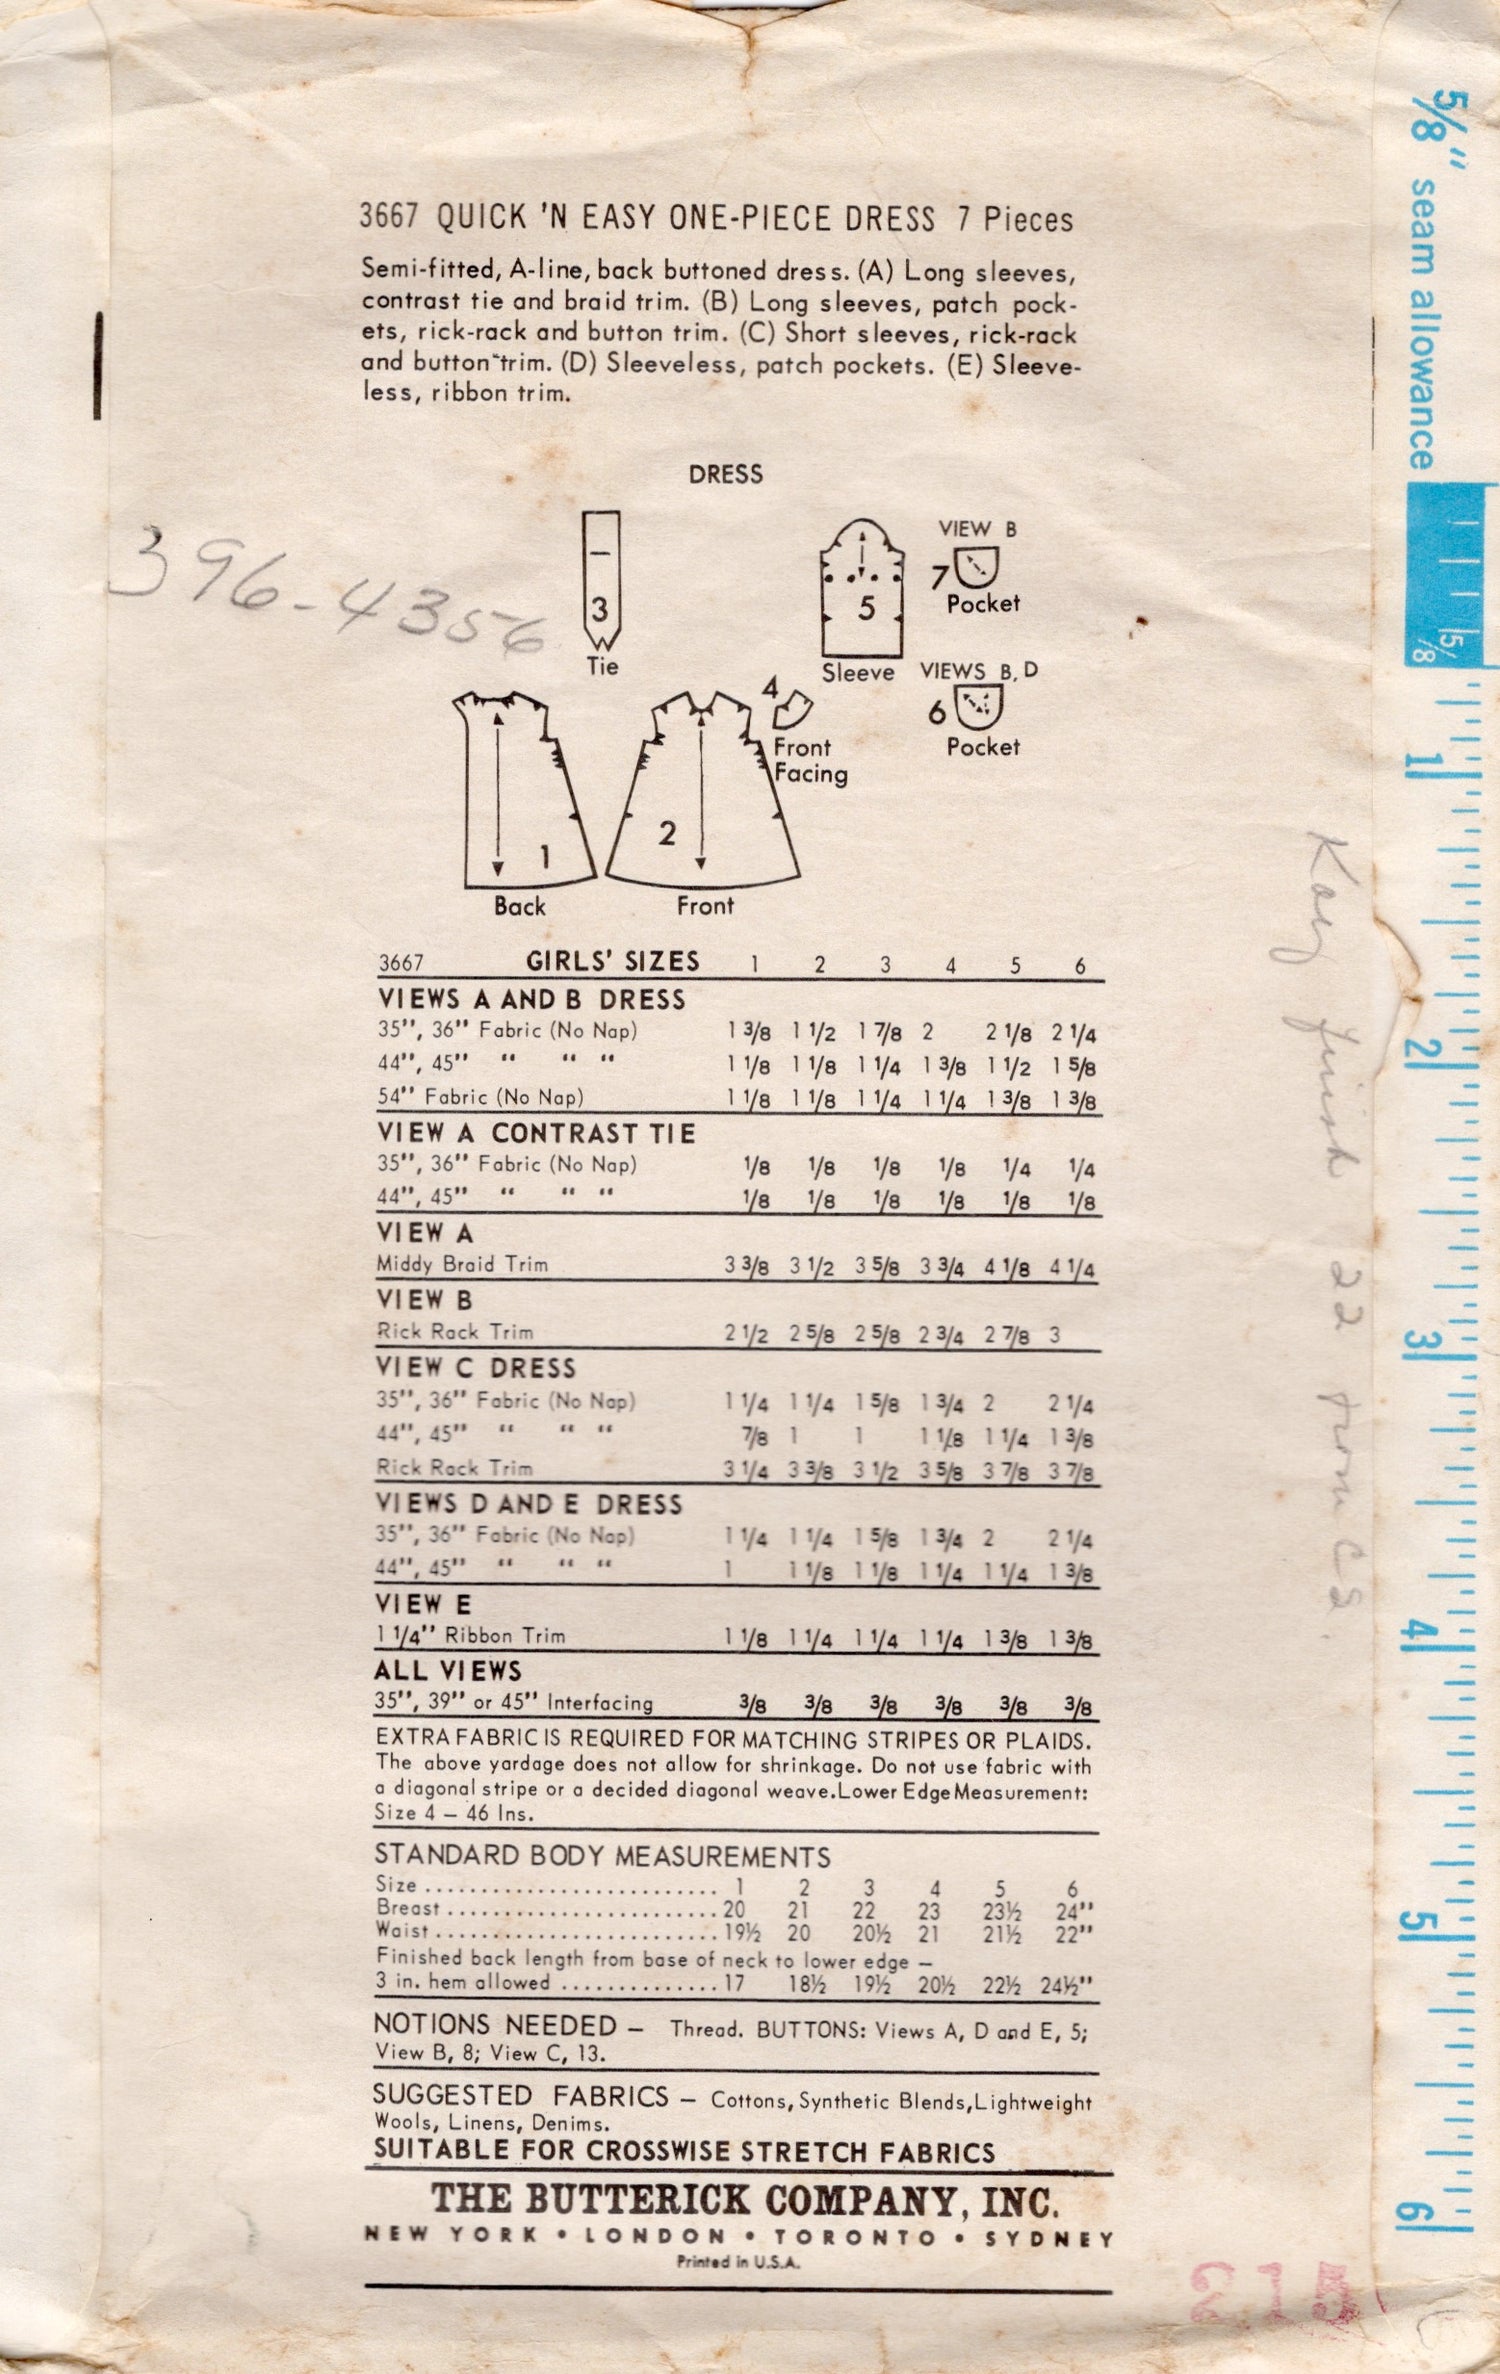 3667 QUICK 'N EASY ONE-PIECE DRESS 7 Pieces
Semi-fitted, A-line, back buttoned dress. (A) Long sleeves,
contrast tie and braid trim. (B) Long sleeves, patch pock-
ets, rick-rack and button trim. (C) Short sleeves, rick-rack
and button trim. (D) Sleeveless, patch pockets. (E) Sleeve-
less, ribbon trim.
DRESS
396-4356
3
Tie
5
Sleeve
VIEW B
7
Pocket
VIEWS B, D
6
Pocket
4
Front
Facing
1
Back
2
Front
3667 GIRLS' SIZES 1 2 3 4 5 6
VIEWS A AND B DRESS
35", 36" Fabric (No Nap) 1 3/8 1 1/2 1 7/8 2 2 1/8 2 1/4
44", 45" " " " 1 1/8 1 1/8 1 1/4 1 3/8 1 1/2 1 5/8
54" Fabric (No Nap) 1 1/8 1 1/8 1 1/4 1 1/4 1 3/8 1 3/8
VIEW A CONTRAST TIE
35", 36" Fabric (No Nap) 1/8 1/8 1/8 1/8 1/4 1/4
44", 45" " " " 1/8 1/8 1/8 1/8 1/8 1/8
VIEW A
Middy Braid Trim 3 3/8 3 1/2 3 5/8 3 3/4 4 1/8 4 1/4
VIEW B
Rick Rack Trim 2 1/2 2 5/8 2 5/8 2 3/4 2 7/8 3
VIEW C DRESS
35", 36" Fabric (No Nap) 1 1/4 1 1/4 1 5/8 1 3/4 2 2 1/4
44", 45" " " " 7/8 1 1 1 1/8 1 1/4 1 3/8
Rick Rack Trim 3 1/4 3 3/8 3 1/2 3 5/8 3 7/8 3 7/8
VIEWS D AND E DRESS
35", 36" Fabric (No Nap) 1 1/4 1 1/4 1 5/8 1 3/4 2 2 1/4
44", 45" " " " 1 1 1/8 1 1/8 1 1/4 1 1/4 1 3/8
VIEW E
1 1/4" Ribbon Trim 1 1/8 1 1/4 1 1/4 1 1/4 1 3/8 1 3/8
ALL VIEWS
35", 39" or 45" Interfacing 3/8 3/8 3/8 3/8 3/8 3/8
EXTRA FABRIC IS REQUIRED FOR MATCHING STRIPES OR PLAIDS.
The above yardage does not allow for shrinkage. Do not use fabric with
a diagonal stripe or a decided diagonal weave. Lower Edge Measurement:
Size 4 – 46 Ins.
STANDARD BODY MEASUREMENTS
Size .......................... 1 2 3 4 5 6
Breast ........................ 20 21 22 23 23½ 24"
Waist ......................... 19½ 20 20½ 21 21½ 22"
Finished back length from base of neck to lower edge –
3 in. hem allowed .............. 17 18½ 19½ 20½ 22½ 24½"
NOTIONS NEEDED – Thread. BUTTONS: Views A, D and E, 5;
View B, 8; View C, 13.
SUGGESTED FABRICS – Cottons, Synthetic Blends, Lightweight
Wools, Linens, Denims.
SUITABLE FOR CROSSWISE STRETCH FABRICS
THE BUTTERICK COMPANY, INC.
NEW YORK • LONDON • TORONTO • SYDNEY
Printed in U.S.A.
5/8" seam allowance
5/8
1
2
3
4
5
6
22
215